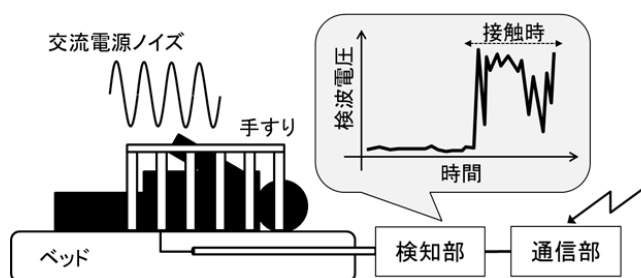 交流電源ノイズ
手すり
ベッド
接触時
検波電圧
時間
検知部
通信部